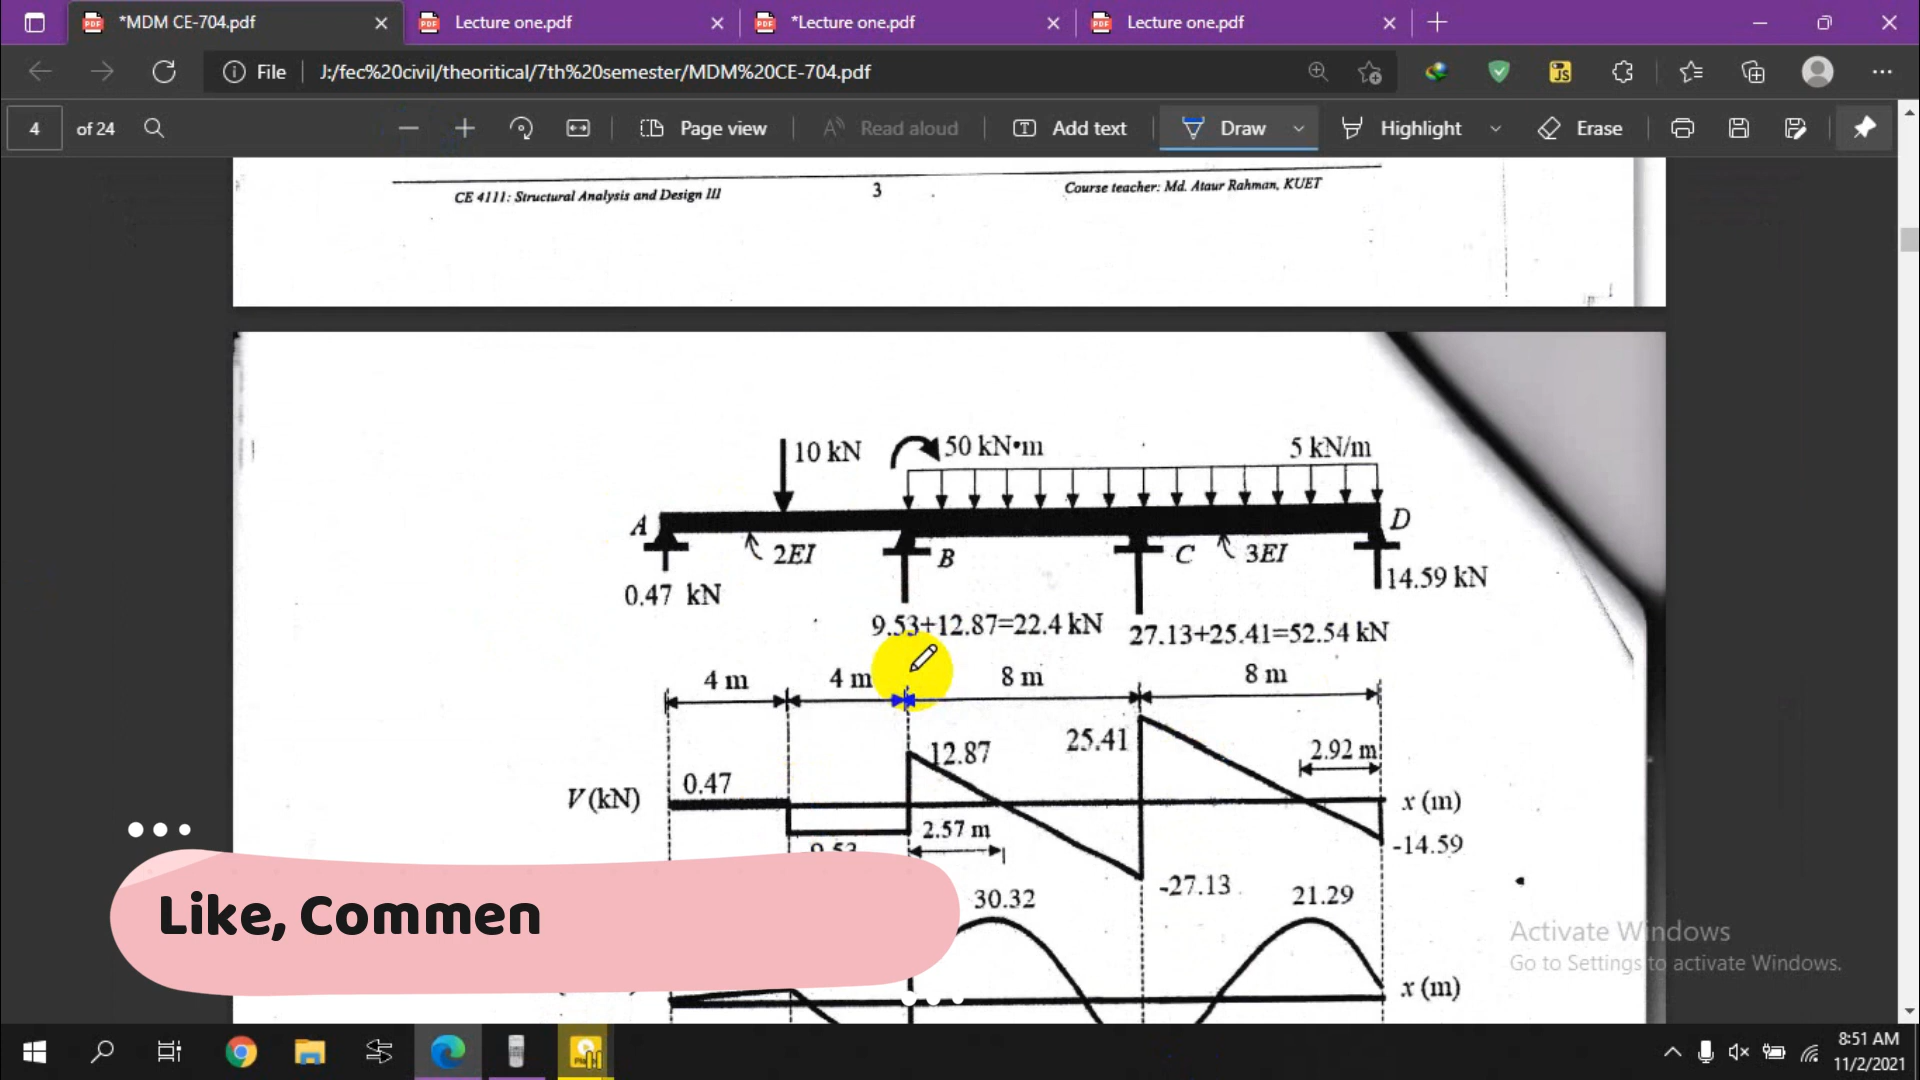 *MDM CE-704.pdf
Lecture one.pdf
*Lecture one.pdf
Lecture one.pdf
File
J:/fec%20civil/theoritical/7th%20semester/MDM%20CE-704.pdf
JS
4 of 24
Page view
Read aloud
Add text
Draw
Highlight
Erase
CE 4111: Structural Analysis and Design III
3
Course teacher: Md. Ataur Rahman, KUET
10 kN
50 kN•m
5 kN/m
A
D
2EI
B
C
3EI
0.47 kN
14.59 kN
9.53+12.87=22.4 kN
27.13+25.41=52.54 kN
4 m
4 m
8 m
8 m
12.87
25.41
2.92 m
0.47
V (kN)
x (m)
2.57 m
9.53
-14.59
-27.13
30.32
21.29
x (m)
Like, Commen
Activate Windows
Go to Settings to activate Windows.
8:51 AM
11/2/2021